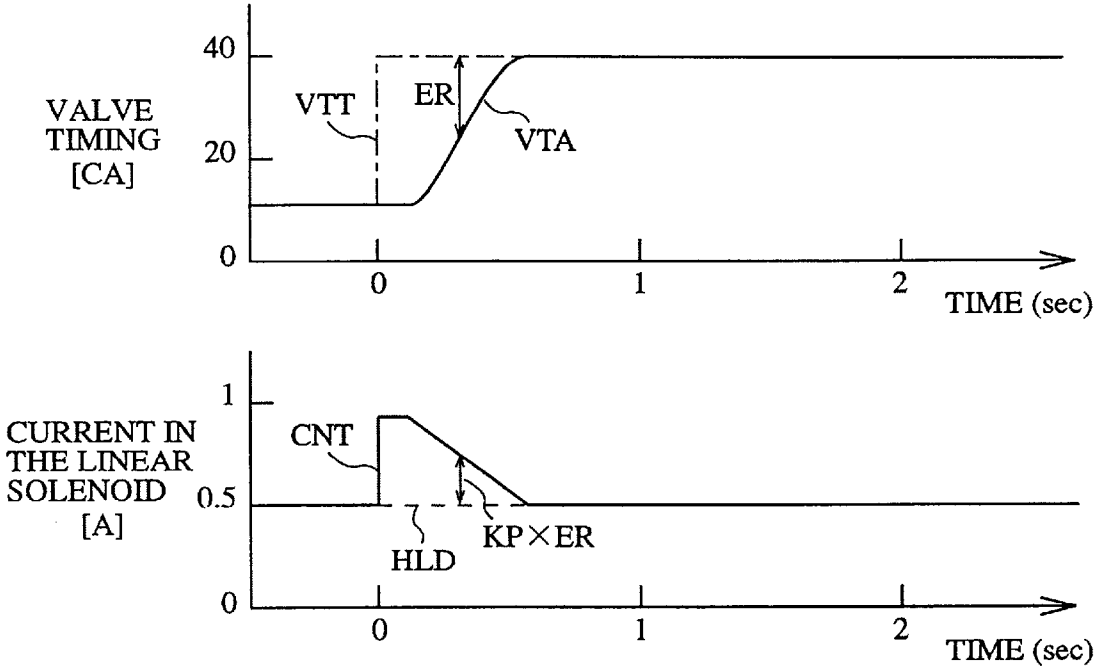 40
VTT
ER
VALVE
TIMING
[CA]
VTA
20
0
0
1
2
TIME (sec)
1
CURRENT IN
THE LINEAR
SOLENOID
[A]
CNT
0.5
KP×ER
HLD
0
0
1
2
TIME (sec)